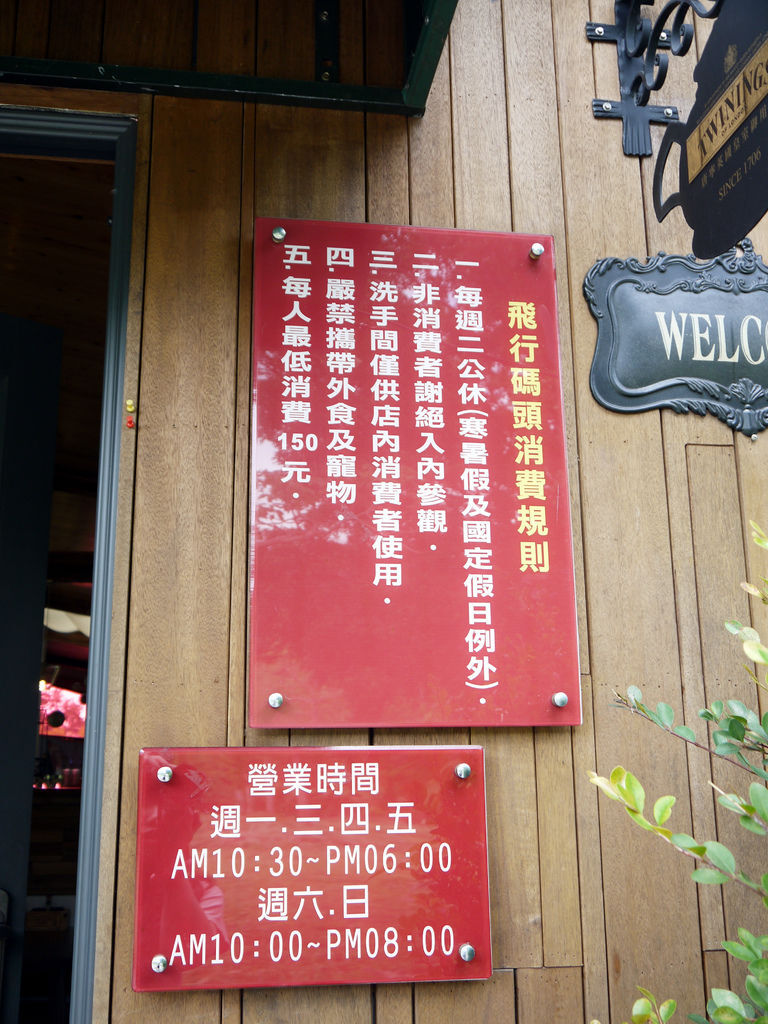 飛行碼頭消費規則
一.每週二公休(寒暑假及國定假日例外).
二.非消費者謝絕入內參觀.
三.洗手間僅供店內消費者使用.
四.嚴禁攜帶外食及寵物.
五.每人最低消費150元.
營業時間
週一.三.四.五
AM10:30~PM06:00
週六.日
AM10:00~PM08:00
TWININGS
SINCE 1706
WELCO